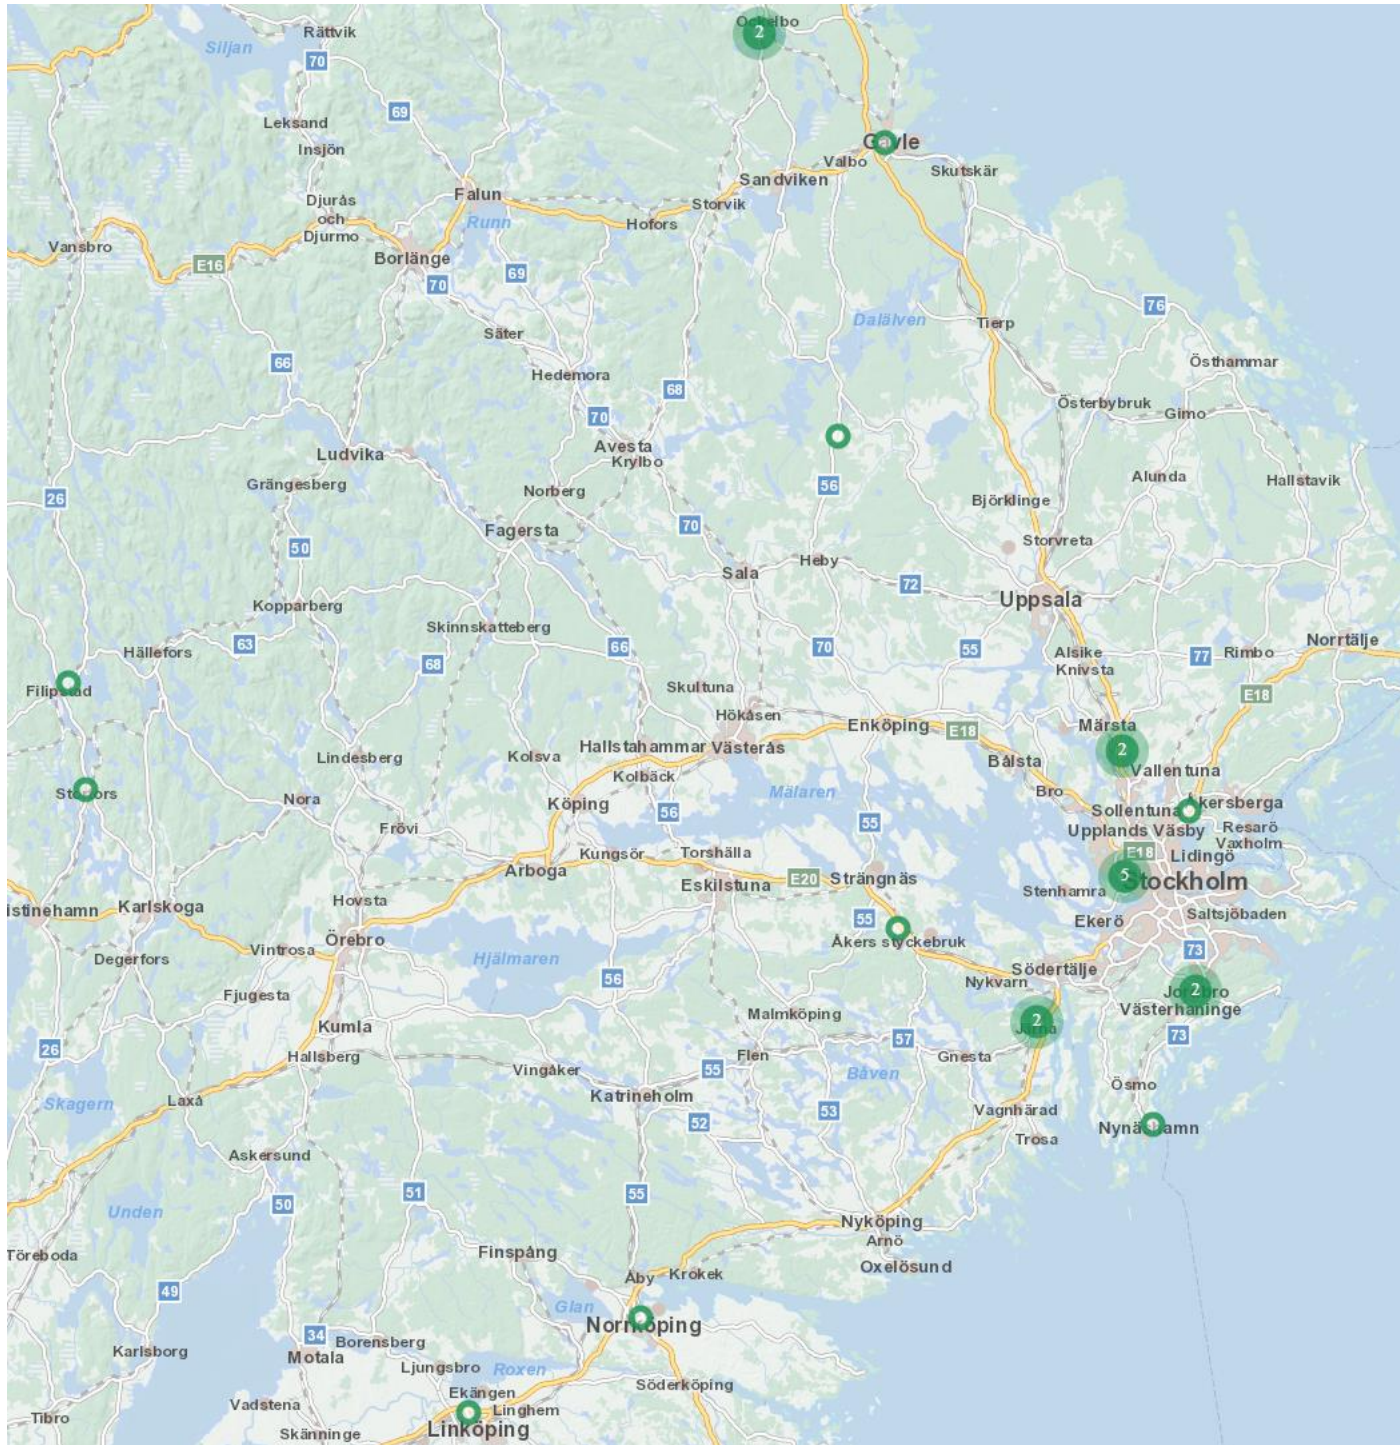 Ockelbo
2
Rättvik
Siljan
70
69
Leksand
Insjön
Gävle
Valbo
Skutskär
Sandviken
Falun
Storvik
Djurås
och
Djurmo
Runn
Hofors
Vansbro
E16
Borlänge
69
70
76
Dalälven
Tierp
Säter
66
Östhammar
Hedemora
68
Österbybruk
Gimo
70
Avesta
Krylbo
Ludvika
Grängesberg
Norberg
56
Alunda
Hallstavik
26
Björklinge
Fagersta
70
Storvreta
50
Heby
Sala
72
Uppsala
Kopparberg
Skinnskatteberg
63
66
70
55
Norrtälje
Hällefors
68
Alsike
Knivsta
77
Rimbo
Filipstad
Skultuna
E18
Hökåsen
Enköping
E18
Märsta
Hallstahammar
Västerås
2
Lindesberg
Kolsva
Kolbäck
Bålsta
Vallentuna
Storfors
Nora
Köping
Mälaren
Bro
Åkersberga
Sollentuna
56
55
Frövi
Upplands Väsby
Resarö
Vaxholm
Kungsör
Torshälla
E18
Lidingö
Arboga
Eskilstuna
E20
Strängnäs
5
Stockholm
Stenhamra
Hovsta
istinehamn
Karlskoga
55
Ekerö
Saltsjöbaden
Örebro
Vintrosa
Åkers styckebruk
73
Degerfors
Hjälmaren
56
Södertälje
Nykvarn
Fjugesta
2
Jordbro
Västerhaninge
Kumla
Malmköping
2
Järna
73
26
Hallsberg
57
Flen
Gnesta
Vingåker
55
Båven
Ösmo
Laxå
Katrineholm
Skagern
53
Vagnhärad
52
Nynäshamn
Trosa
Askersund
51
55
50
Unden
Nyköping
Arnö
Töreboda
Finspång
Oxelösund
Åby
Krokek
49
Glan
Norrköping
34
Borensberg
Karlsborg
Motala
Ljungsbro
Roxen
Söderköping
Ekängen
Vadstena
Linghem
Tibro
Linköping
Skänninge